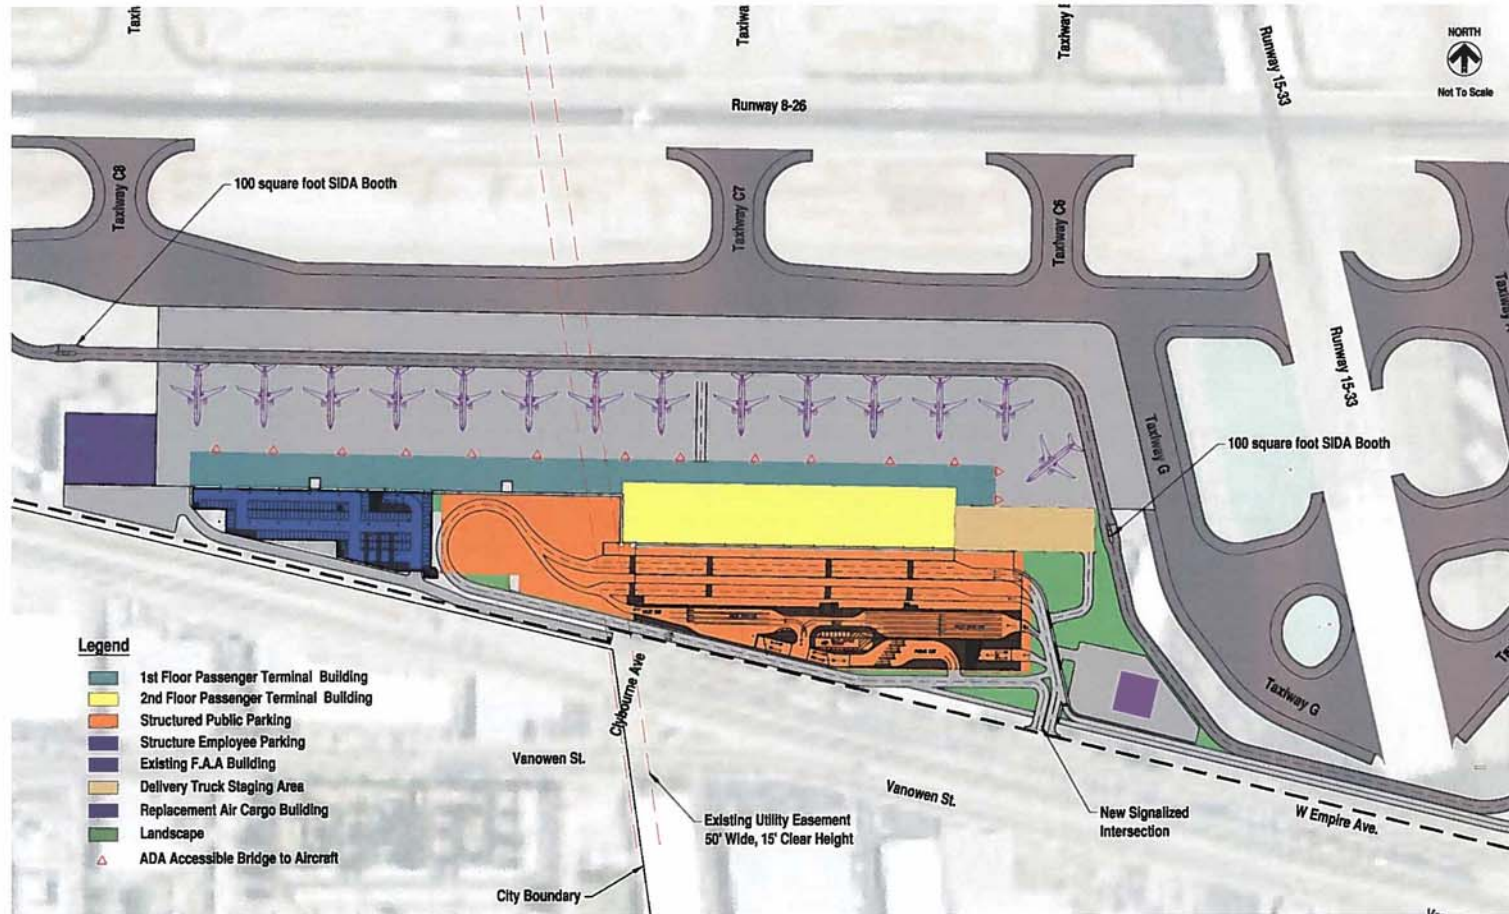 NORTH
Not To Scale
Runway 15-33
Runway 8-26
Taxiway C8
100 square foot SIDA Booth
Taxiway C7
Taxiway C6
Runway 15-33
Taxiway G
100 square foot SIDA Booth
Taxiway G
Legend
1st Floor Passenger Terminal Building
2nd Floor Passenger Terminal Building
Structured Public Parking
Structure Employee Parking
Existing F.A.A Building
Delivery Truck Staging Area
Replacement Air Cargo Building
Landscape
ADA Accessible Bridge to Aircraft
Clybourne Ave
Vanowen St.
Vanowen St.
Existing Utility Easement
50' Wide, 15' Clear Height
City Boundary
New Signalized
Intersection
W Empire Ave.